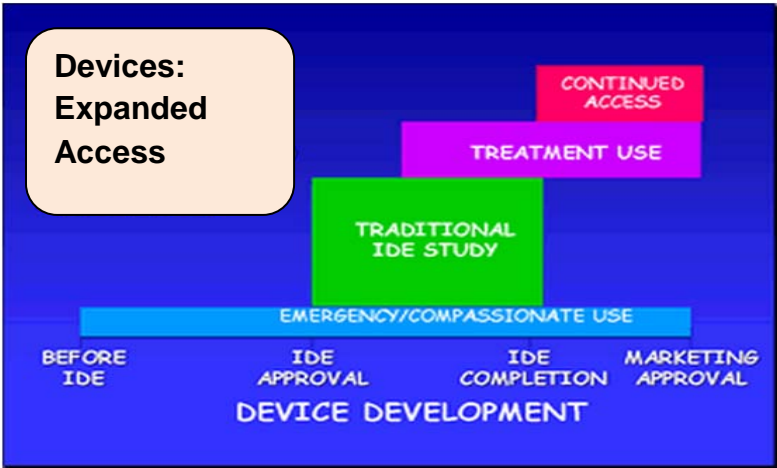 Devices:
Expanded
Access
CONTINUED
ACCESS
TREATMENT USE
TRADITIONAL
IDE STUDY
EMERGENCY/COMPASSIONATE USE
BEFORE
IDE
IDE
APPROVAL
IDE
COMPLETION
MARKETING
APPROVAL
DEVICE DEVELOPMENT